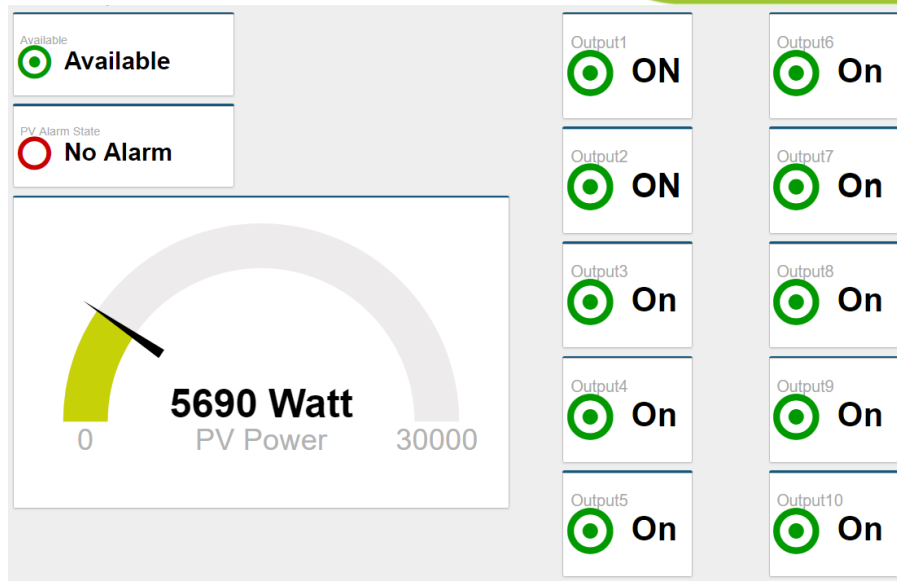 Available
Available
PV Alarm State
No Alarm
5690 Watt
0 PV Power 30000
Output1
ON
Output2
ON
Output3
On
Output4
On
Output5
On
Output6
On
Output7
On
Output8
On
Output9
On
Output10
On